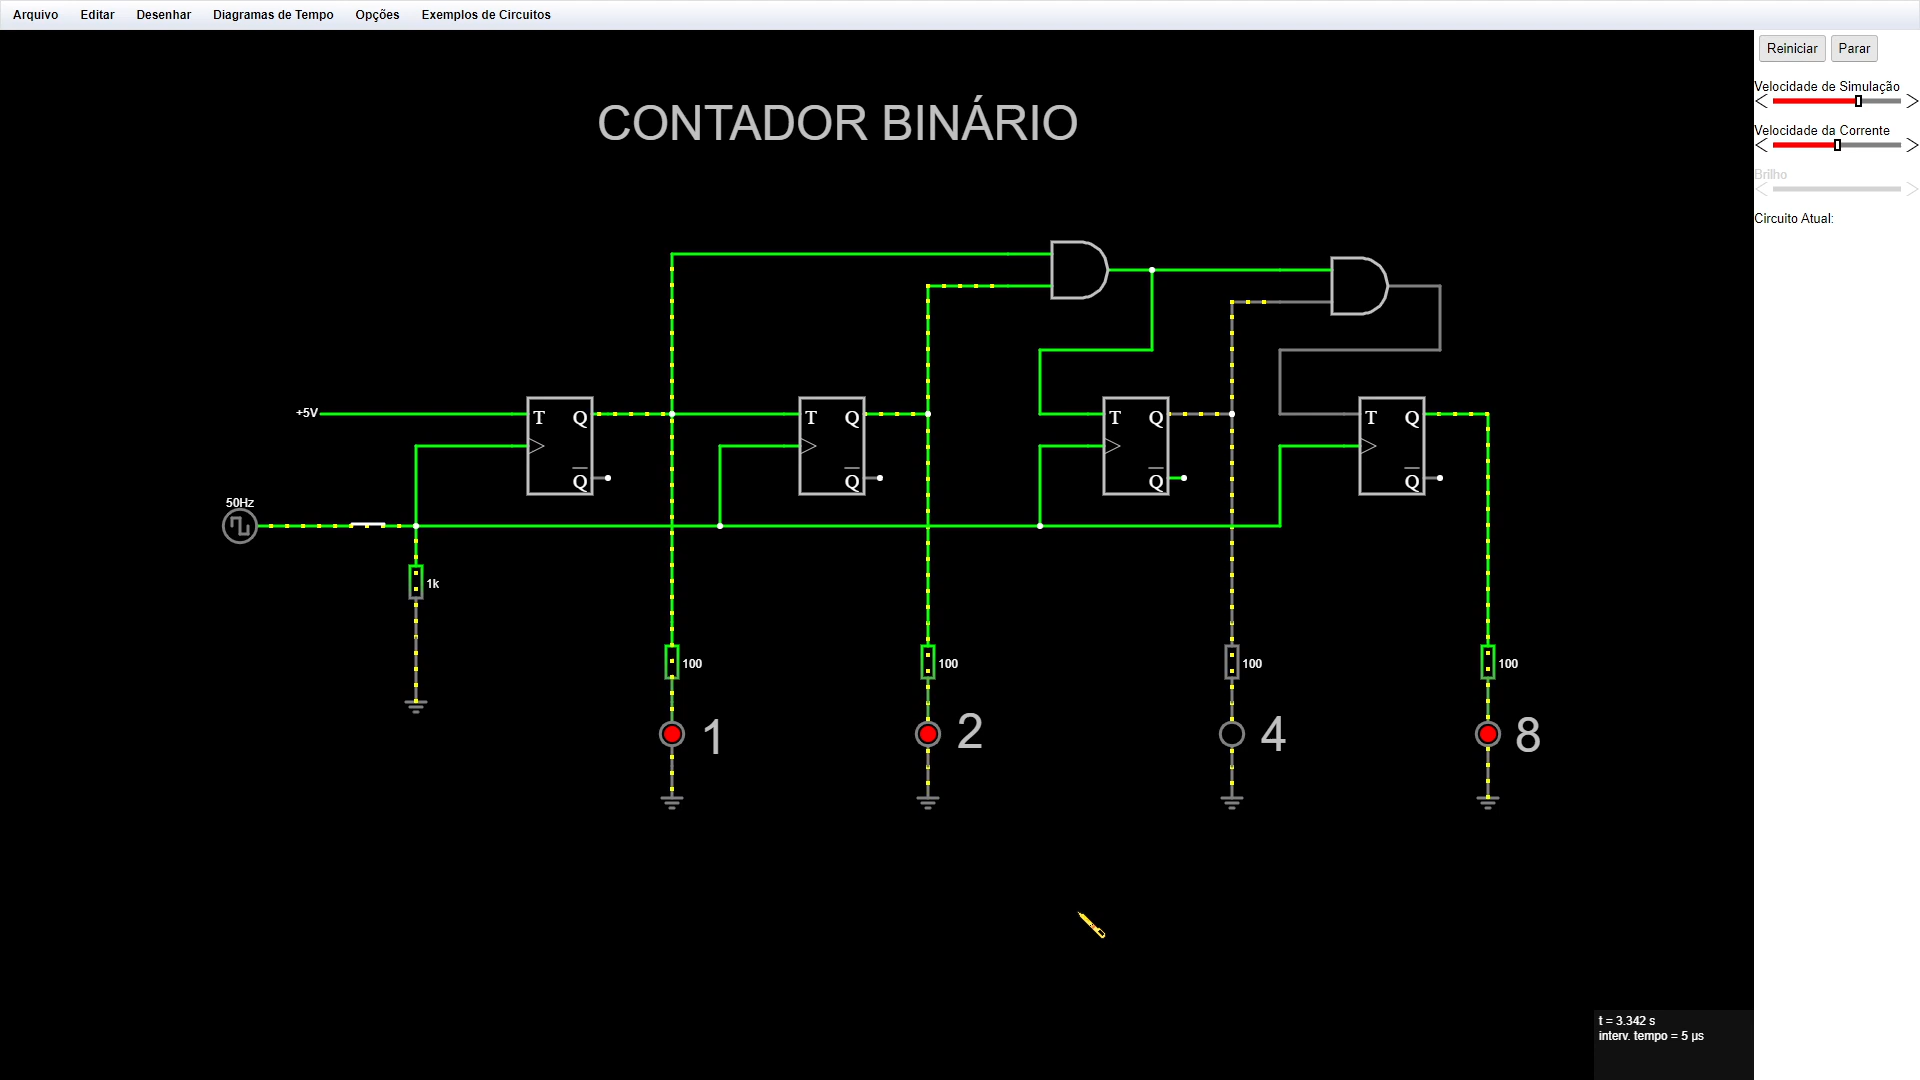 Arquivo Editar Desenhar Diagramas de Tempo Opções Exemplos de Circuitos
Reiniciar Parar
Velocidade de Simulação
Velocidade da Corrente
Brilho
Circuito Atual:
CONTADOR BINÁRIO
+5V
T Q T Q T Q T Q
Q Q Q Q
50Hz
1k
100 100 100 100
1 2 4 8
t = 3.342 s
interv. tempo = 5 µs